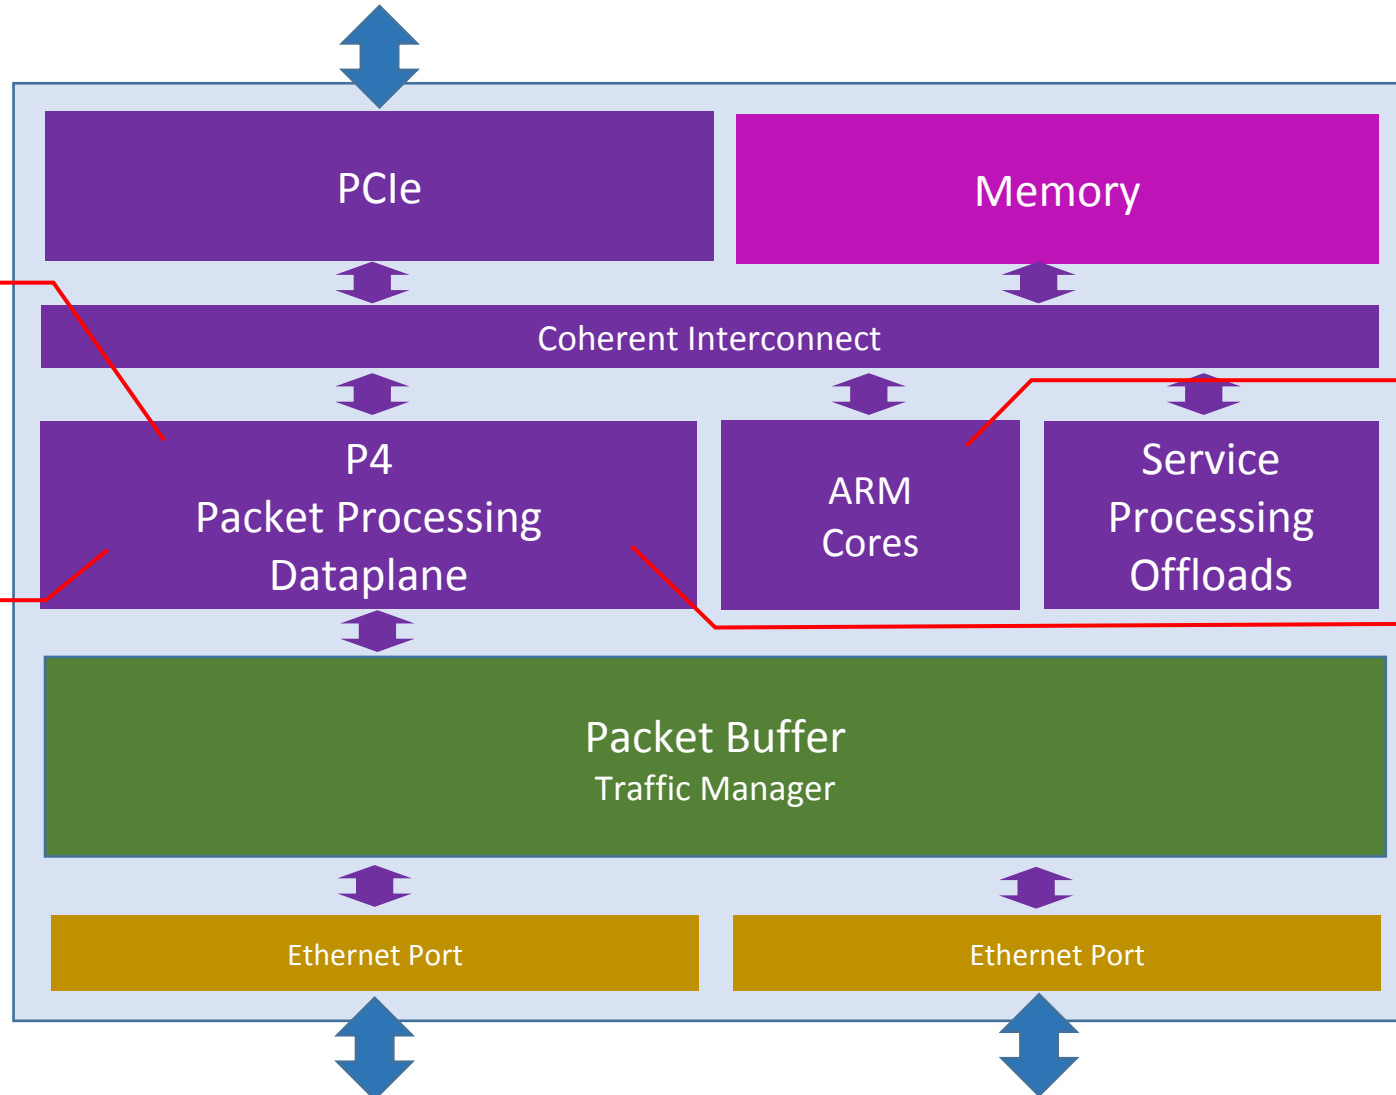 PCIe
Memory
Coherent Interconnect
P4
Packet Processing
Dataplane
ARM
Cores
Service
Processing
Offloads
Packet Buffer
Traffic Manager
Ethernet Port
Ethernet Port